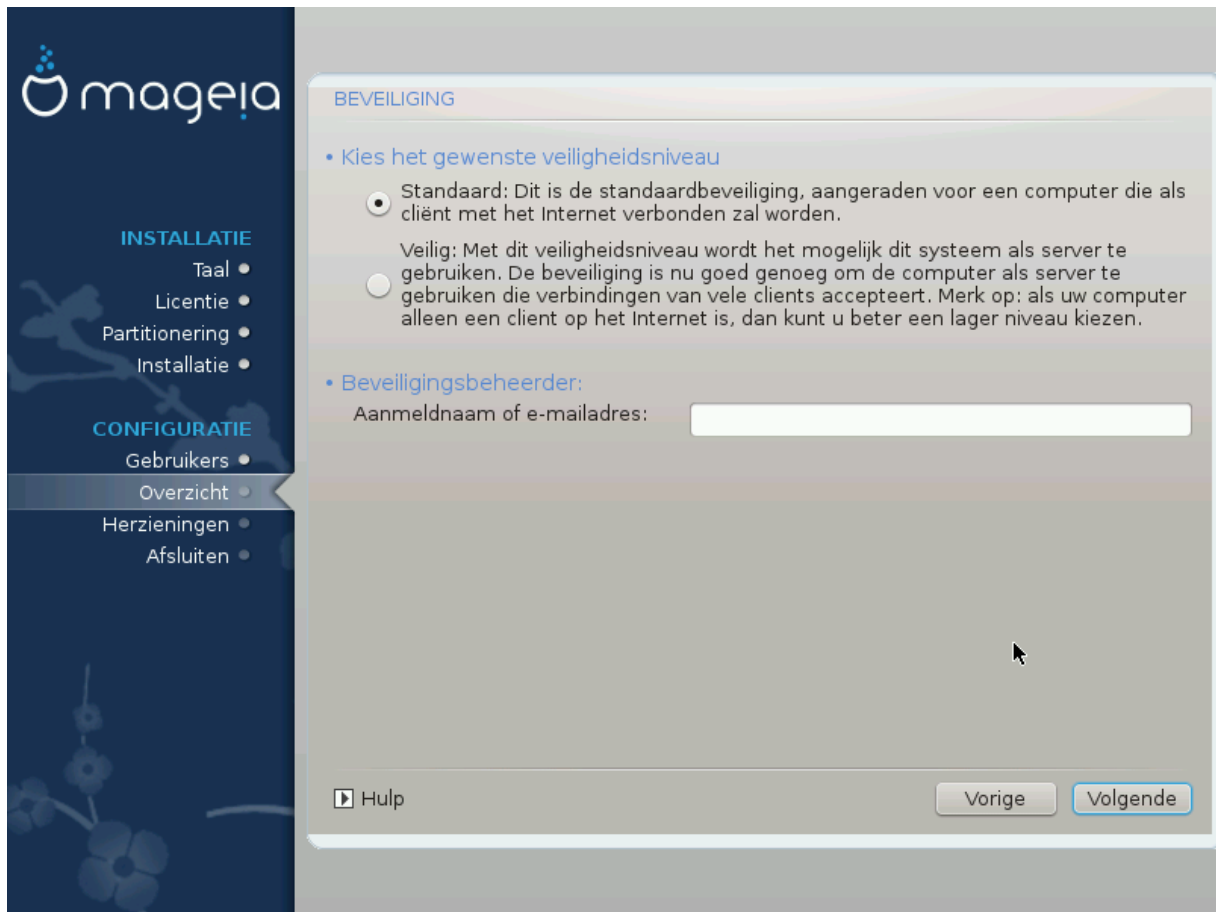 mageia
INSTALLATIE
Taal
Licentie
Partitionering
Installatie
CONFIGURATIE
Gebruikers
Overzicht
Herzieningen
Afsluiten
BEVEILIGING
• Kies het gewenste veiligheidsniveau
Standaard: Dit is de standaardbeveiliging, aangeraden voor een computer die als
cliënt met het Internet verbonden zal worden.
Veilig: Met dit veiligheidsniveau wordt het mogelijk dit systeem als server te
gebruiken. De beveiliging is nu goed genoeg om de computer als server te
gebruiken die verbindingen van vele clients accepteert. Merk op: als uw computer
alleen een client op het Internet is, dan kunt u beter een lager niveau kiezen.
• Beveiligingsbeheerder:
Aanmeldnaam of e-mailadres:
Hulp
Vorige
Volgende